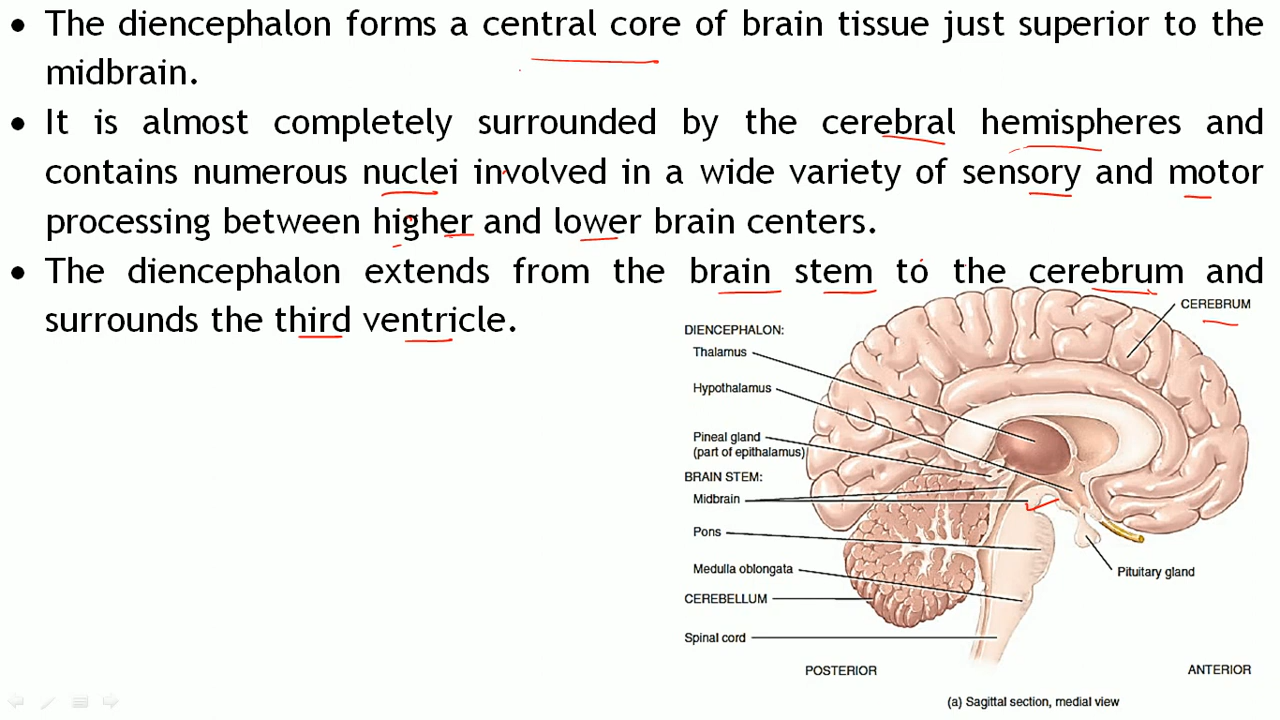 • The diencephalon forms a central core of brain tissue just superior to the
midbrain.
• It is almost completely surrounded by the cerebral hemispheres and
contains numerous nuclei involved in a wide variety of sensory and motor
processing between higher and lower brain centers.
• The diencephalon extends from the brain stem to the cerebrum and
surrounds the third ventricle.
CEREBRUM
DIENCEPHALON:
Thalamus
Hypothalamus
Pineal gland
(part of epithalamus)
BRAIN STEM:
Midbrain
Pons
Medulla oblongata
Pituitary gland
CEREBELLUM
Spinal cord
POSTERIOR
ANTERIOR
(a) Sagittal section, medial view